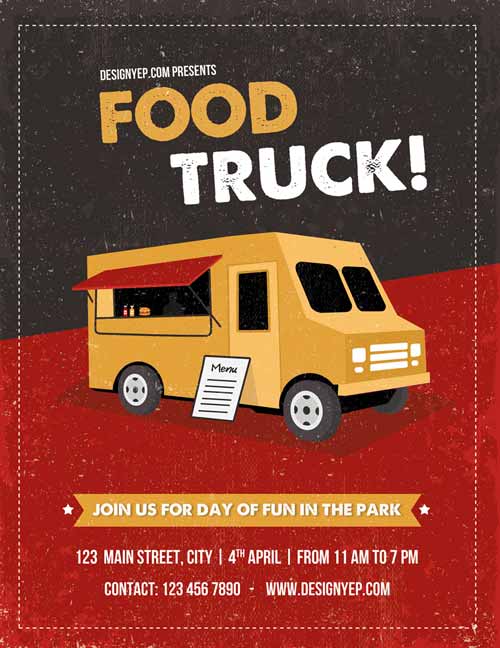 DESIGNYEP.COM PRESENTS
FOOD
TRUCK!
Menu
JOIN US FOR DAY OF FUN IN THE PARK
123 MAIN STREET, CITY | 4TH APRIL | FROM 11 AM TO 7 PM
CONTACT: 123 456 7890 - WWW.DESIGNYEP.COM